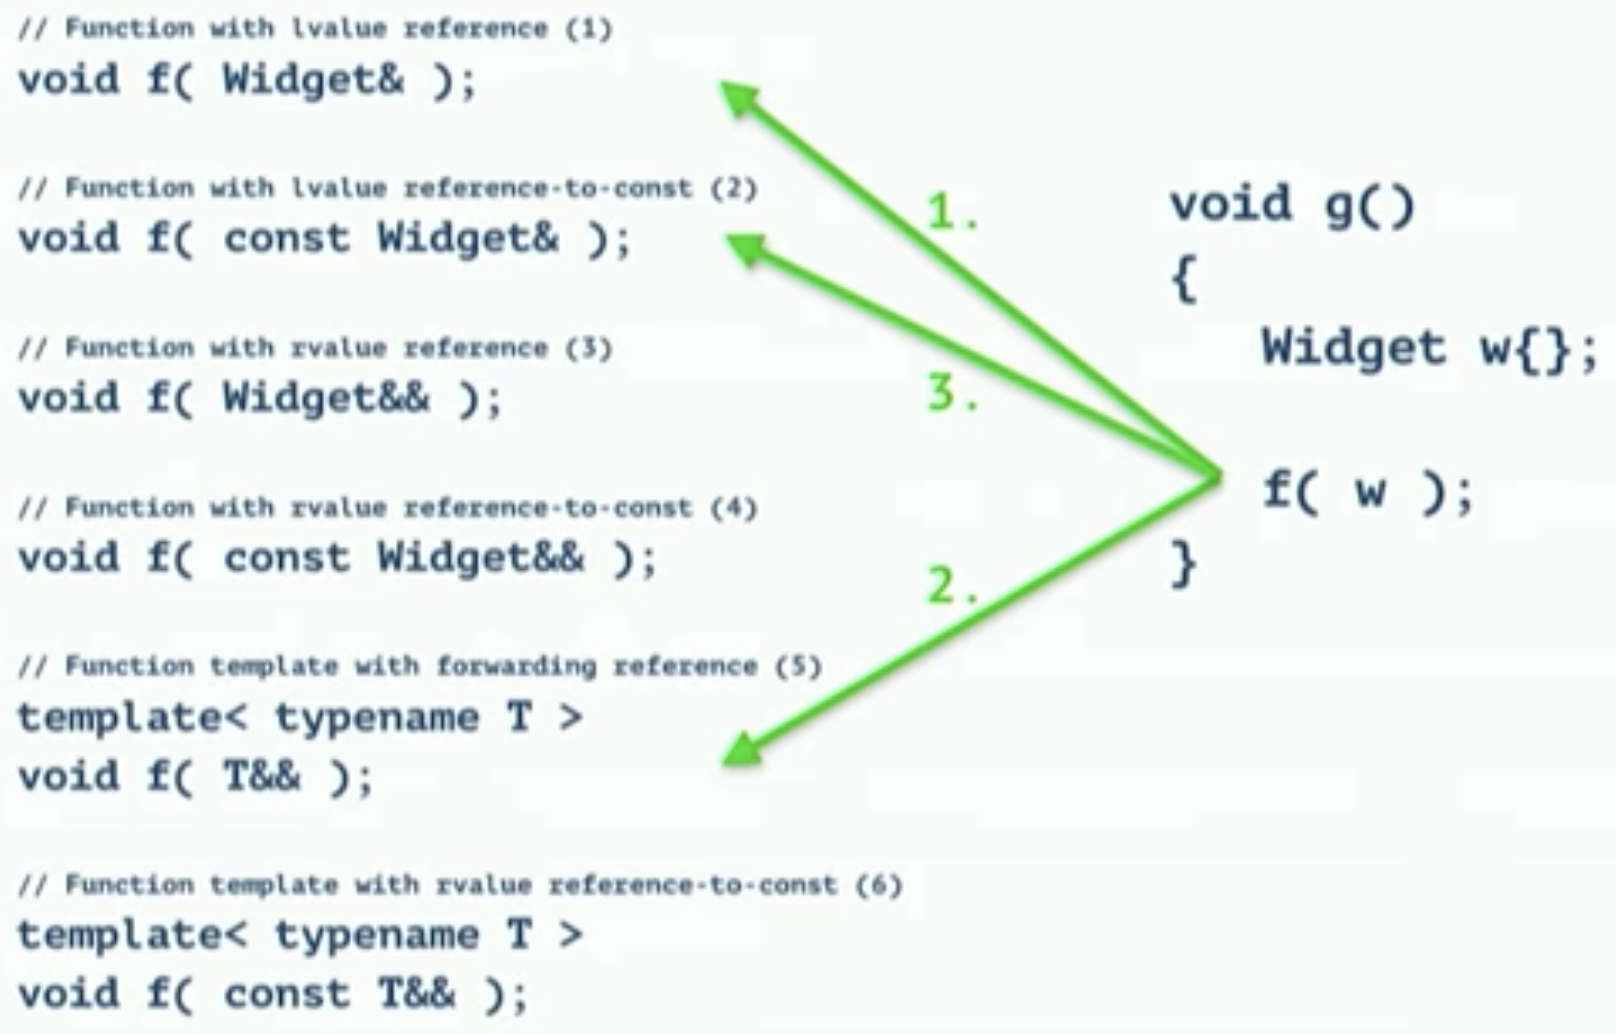 // Function with lvalue reference (1)
void f( Widget& );
// Function with lvalue reference-to-const (2)
void f( const Widget& );
// Function with rvalue reference (3)
void f( Widget&& );
// Function with rvalue reference-to-const (4)
void f( const Widget&& );
// Function template with forwarding reference (5)
template< typename T >
void f( T&& );
// Function template with rvalue reference-to-const (6)
template< typename T >
void f( const T&& );
1.
3.
2.
void g()
{
Widget w{};
f( w );
}